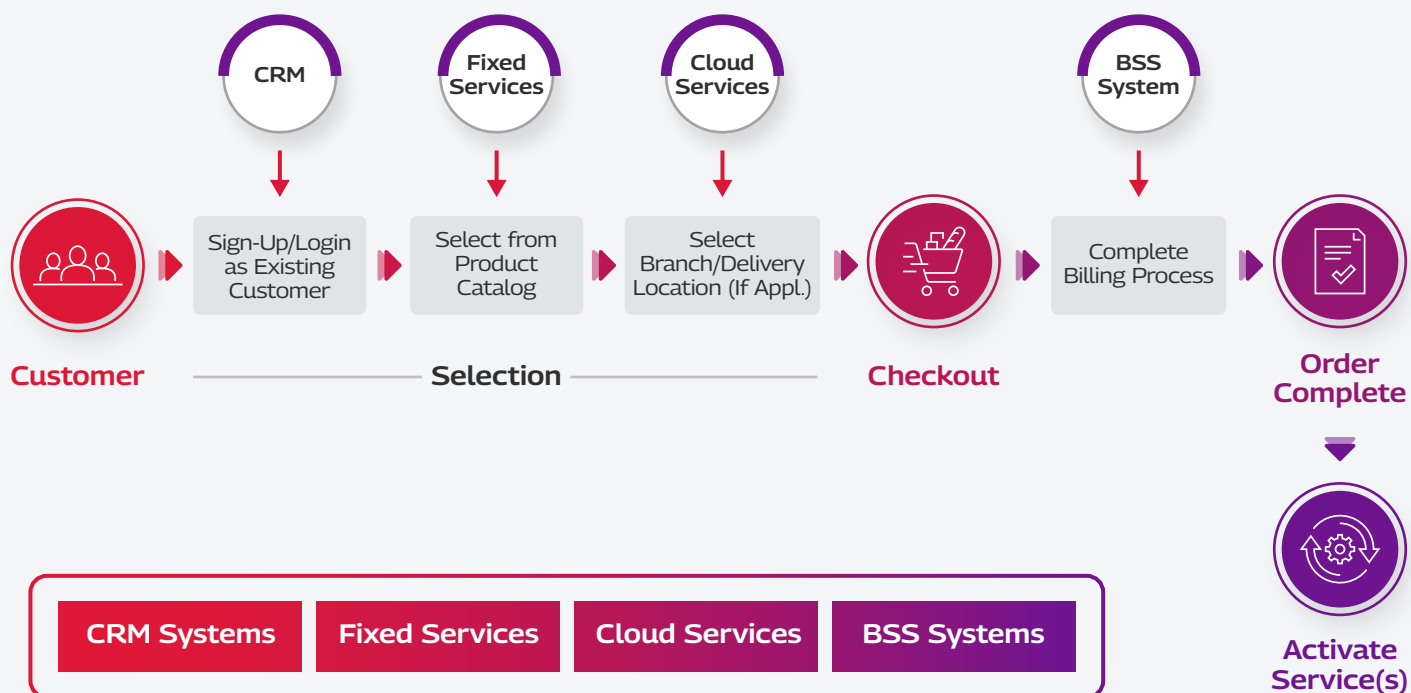 CRM
Fixed
Services
Cloud
Services
BSS
System
Sign-Up/Login
as Existing
Customer
Select from
Product
Catalog
Select
Branch/Delivery
Location (If Appl.)
Complete
Billing Process
Customer
Selection
Checkout
Order
Complete
CRM Systems
Fixed Services
Cloud Services
BSS Systems
Activate
Service(s)